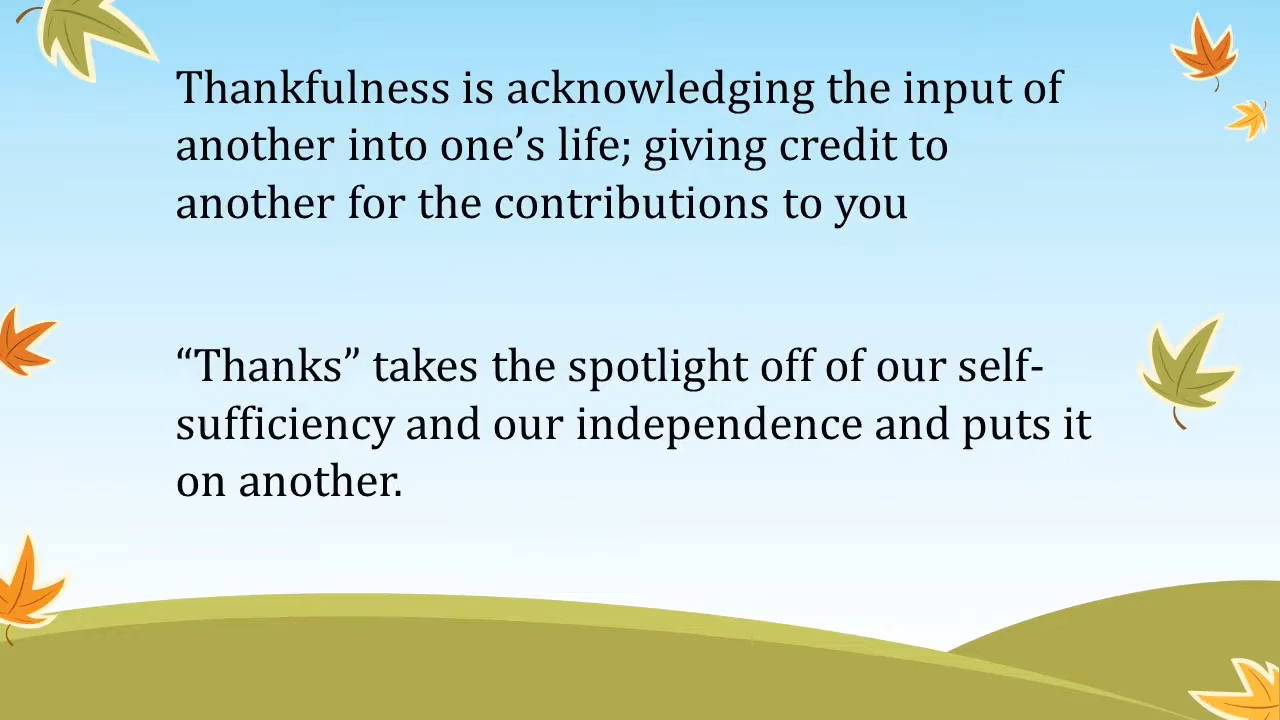 Thankfulness is acknowledging the input of
another into one’s life; giving credit to
another for the contributions to you
“Thanks” takes the spotlight off of our self-
sufficiency and our independence and puts it
on another.